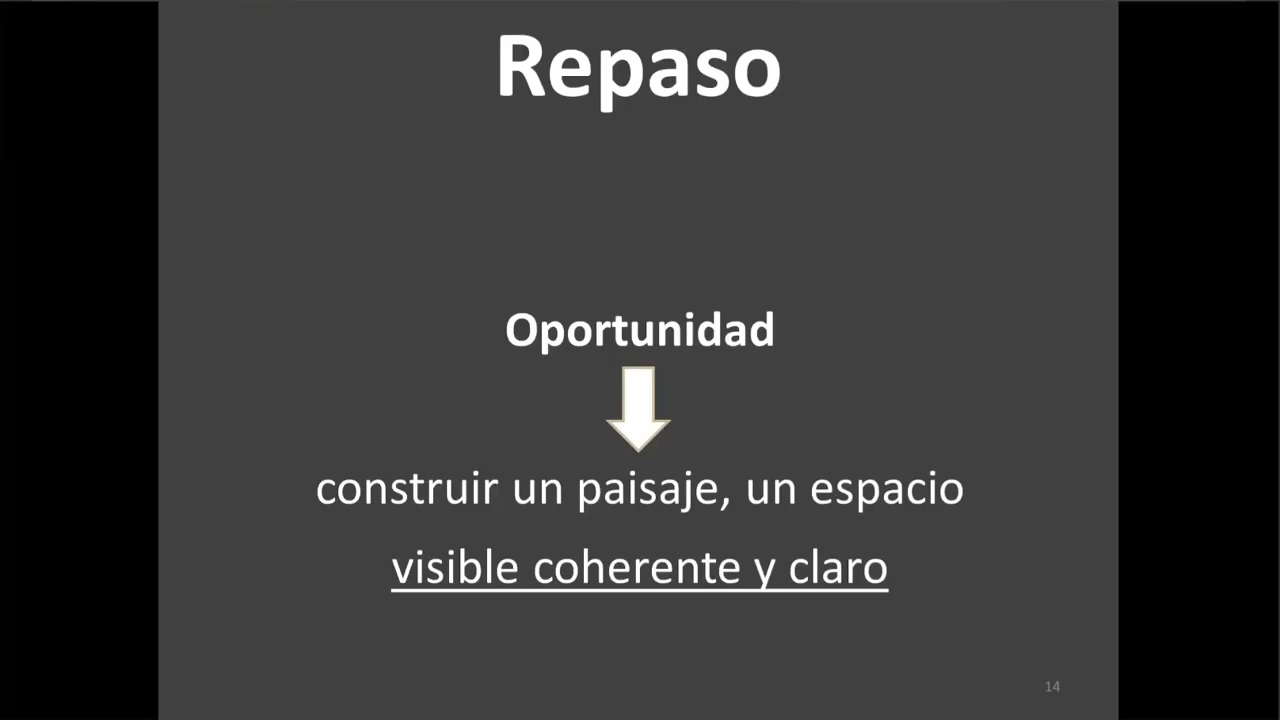 Repaso
Oportunidad
construir un paisaje, un espacio
visible coherente y claro
14